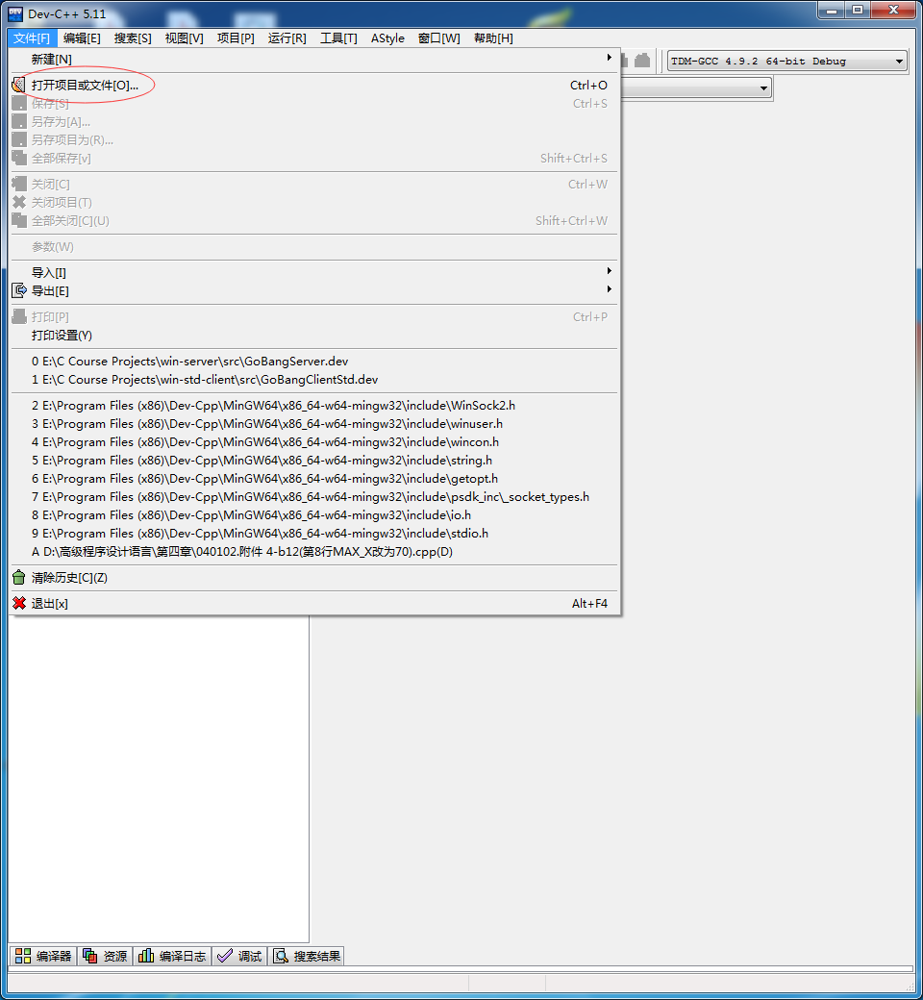 Dev-C++ 5.11
文件[F] 编辑[E] 搜索[S] 视图[V] 项目[P] 运行[R] 工具[T] AStyle 窗口[W] 帮助[H]
新建[N]
TDM-GCC 4.9.2 64-bit Debug
打开项目或文件[O]... Ctrl+O
保存[S] Ctrl+S
另存为[A]...
另存项目为(R)...
全部保存[v] Shift+Ctrl+S
关闭[C] Ctrl+W
关闭项目(T)
全部关闭[C](U) Shift+Ctrl+W
参数(W)
导入[I]
导出[E]
打印[P] Ctrl+P
打印设置(Y)
0 E:\C Course Projects\win-server\src\GoBangServer.dev
1 E:\C Course Projects\win-std-client\src\GoBangClientStd.dev
2 E:\Program Files (x86)\Dev-Cpp\MinGW64\x86_64-w64-mingw32\include\WinSock2.h
3 E:\Program Files (x86)\Dev-Cpp\MinGW64\x86_64-w64-mingw32\include\winuser.h
4 E:\Program Files (x86)\Dev-Cpp\MinGW64\x86_64-w64-mingw32\include\wincon.h
5 E:\Program Files (x86)\Dev-Cpp\MinGW64\x86_64-w64-mingw32\include\string.h
6 E:\Program Files (x86)\Dev-Cpp\MinGW64\x86_64-w64-mingw32\include\getopt.h
7 E:\Program Files (x86)\Dev-Cpp\MinGW64\x86_64-w64-mingw32\include\psdk_inc\_socket_types.h
8 E:\Program Files (x86)\Dev-Cpp\MinGW64\x86_64-w64-mingw32\include\io.h
9 E:\Program Files (x86)\Dev-Cpp\MinGW64\x86_64-w64-mingw32\include\stdio.h
A D:\高级程序设计语言\第四章\040102.附件 4-b12(第8行MAX_X改为70).cpp(D)
清除历史[C](Z)
退出[x] Alt+F4
编译器 资源 编译日志 调试 搜索结果